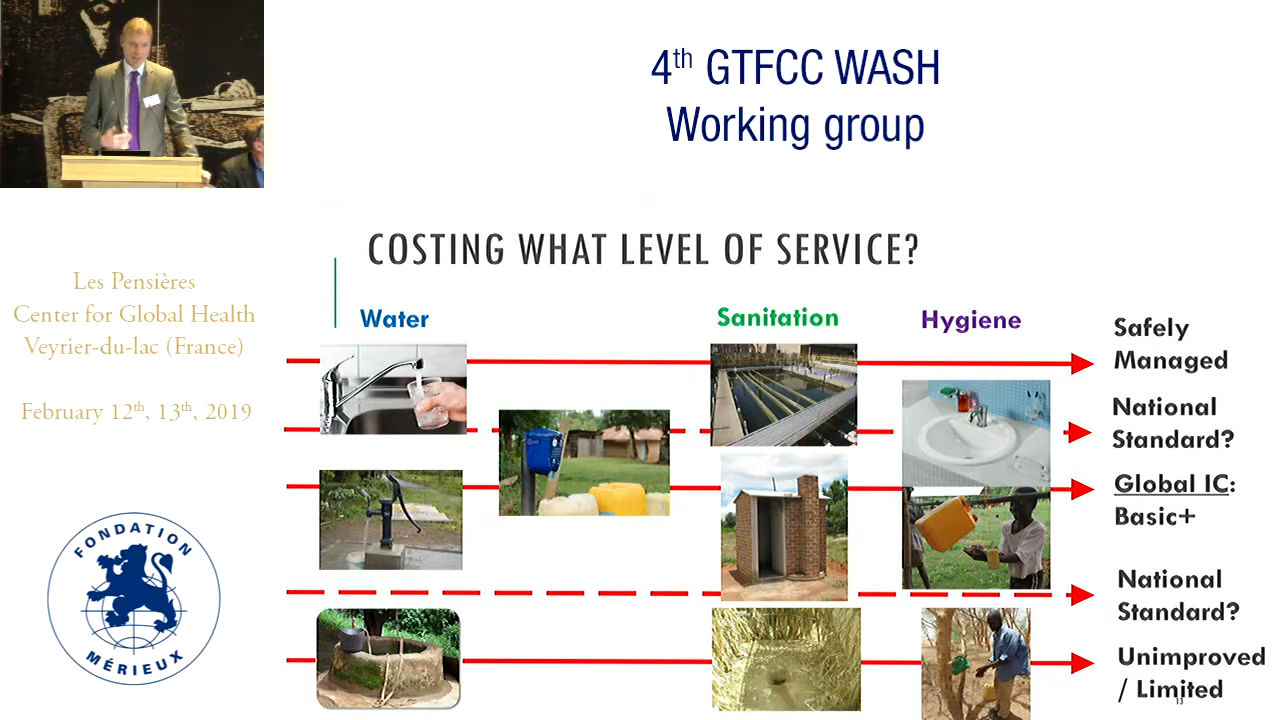 4th GTFCC WASH
Working group
COSTING WHAT LEVEL OF SERVICE?
Les Pensières
Center for Global Health
Veyrier-du-lac (France)
February 12th, 13th, 2019
FONDATION
MÉRIEUX
Water
Sanitation
Hygiene
Safely
Managed
National
Standard?
Global IC:
Basic+
National
Standard?
Unimproved
/ Limited
13